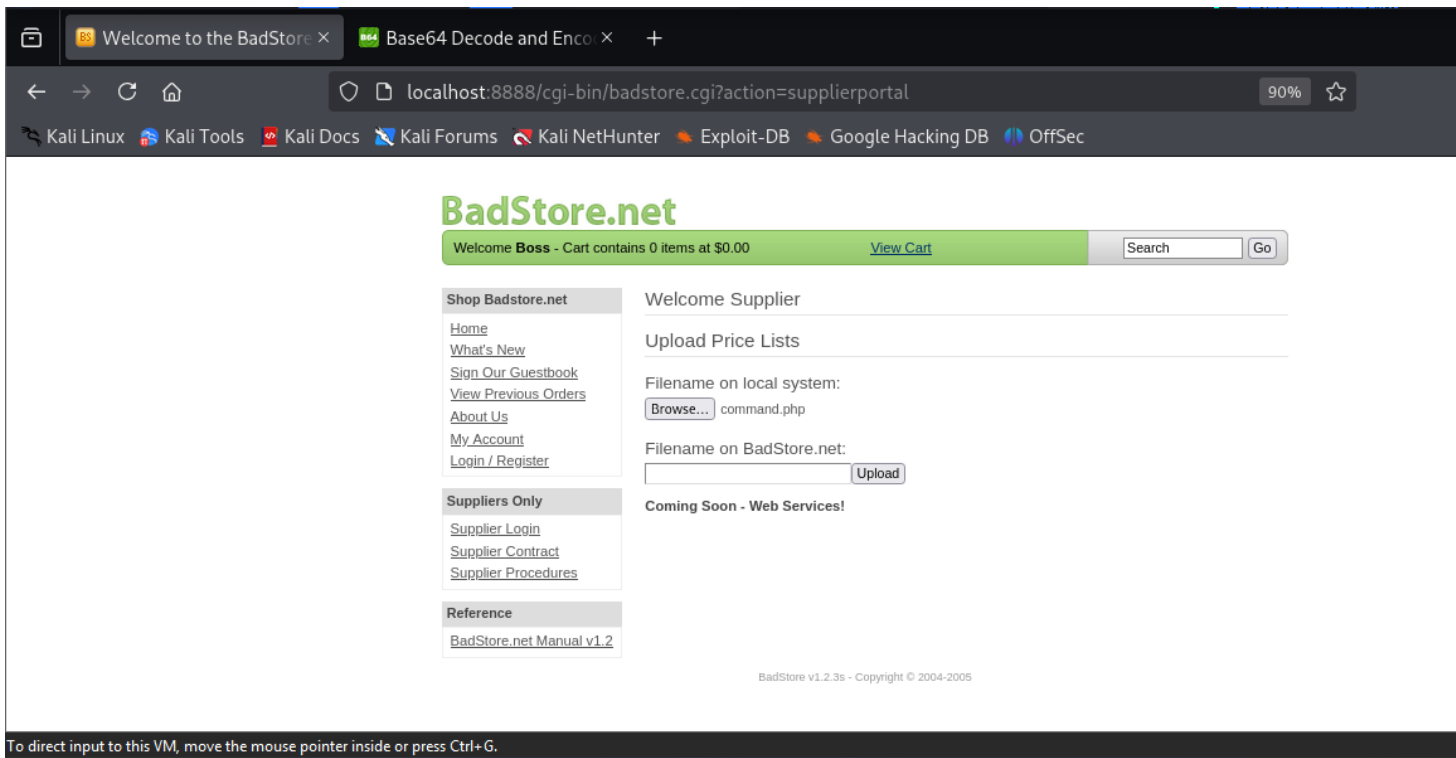 BS Welcome to the BadStore
B64 Base64 Decode and Enco
localhost:8888/cgi-bin/badstore.cgi?action=supplierportal 90%
Kali Linux Kali Tools Kali Docs Kali Forums Kali NetHunter Exploit-DB Google Hacking DB OffSec
BadStore.net
Welcome Boss - Cart contains 0 items at $0.00 View Cart Search Go
Shop Badstore.net
Home
What's New
Sign Our Guestbook
View Previous Orders
About Us
My Account
Login / Register
Suppliers Only
Supplier Login
Supplier Contract
Supplier Procedures
Reference
BadStore.net Manual v1.2
Welcome Supplier
Upload Price Lists
Filename on local system:
Browse... command.php
Filename on BadStore.net:
Upload
Coming Soon - Web Services!
BadStore v1.2.3s - Copyright © 2004-2005
To direct input to this VM, move the mouse pointer inside or press Ctrl+G.